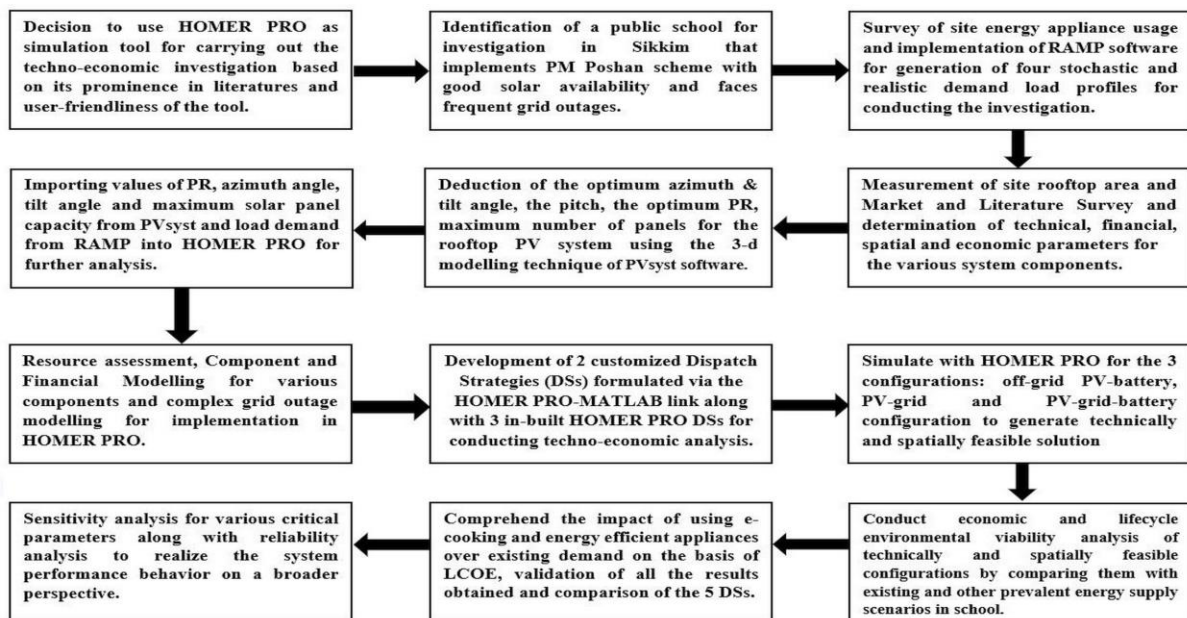 Decision to use HOMER PRO as
simulation tool for carrying out the
techno-economic investigation based
on its prominence in literatures and
user-friendliness of the tool.
Identification of a public school for
investigation in Sikkim that
implements PM Poshan scheme with
good solar availability and faces
frequent grid outages.
Survey of site energy appliance usage
and implementation of RAMP software
for generation of four stochastic and
realistic demand load profiles for
conducting the investigation.
Measurement of site rooftop area and
Market and Literature Survey and
determination of technical, financial,
spatial and economic parameters for
the various system components.
Deduction of the optimum azimuth &
tilt angle, the pitch, the optimum PR,
maximum number of panels for the
rooftop PV system using the 3-d
modelling technique of PVsyst software.
Importing values of PR, azimuth angle,
tilt angle and maximum solar panel
capacity from PVsyst and load demand
from RAMP into HOMER PRO for
further analysis.
Resource assessment, Component and
Financial Modelling for various
components and complex grid outage
modelling for implementation in
HOMER PRO.
Development of 2 customized Dispatch
Strategies (DSs) formulated via the
HOMER PRO-MATLAB link along
with 3 in-built HOMER PRO DSs for
conducting techno-economic analysis.
Simulate with HOMER PRO for the 3
configurations: off-grid PV-battery,
PV-grid and PV-grid-battery
configuration to generate technically
and spatially feasible solution
Conduct economic and lifecycle
environmental viability analysis of
technically and spatially feasible
configurations by comparing them with
existing and other prevalent energy supply
scenarios in school.
Comprehend the impact of using e-
cooking and energy efficient appliances
over existing demand on the basis of
LCOE, validation of all the results
obtained and comparison of the 5 DSs.
Sensitivity analysis for various critical
parameters along with reliability
analysis to realize the system
performance behavior on a broader
perspective.